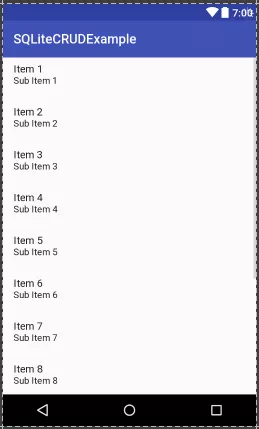 7:00
SQLiteCRUDExample
Item 1
Sub Item 1
Item 2
Sub Item 2
Item 3
Sub Item 3
Item 4
Sub Item 4
Item 5
Sub Item 5
Item 6
Sub Item 6
Item 7
Sub Item 7
Item 8
Sub Item 8